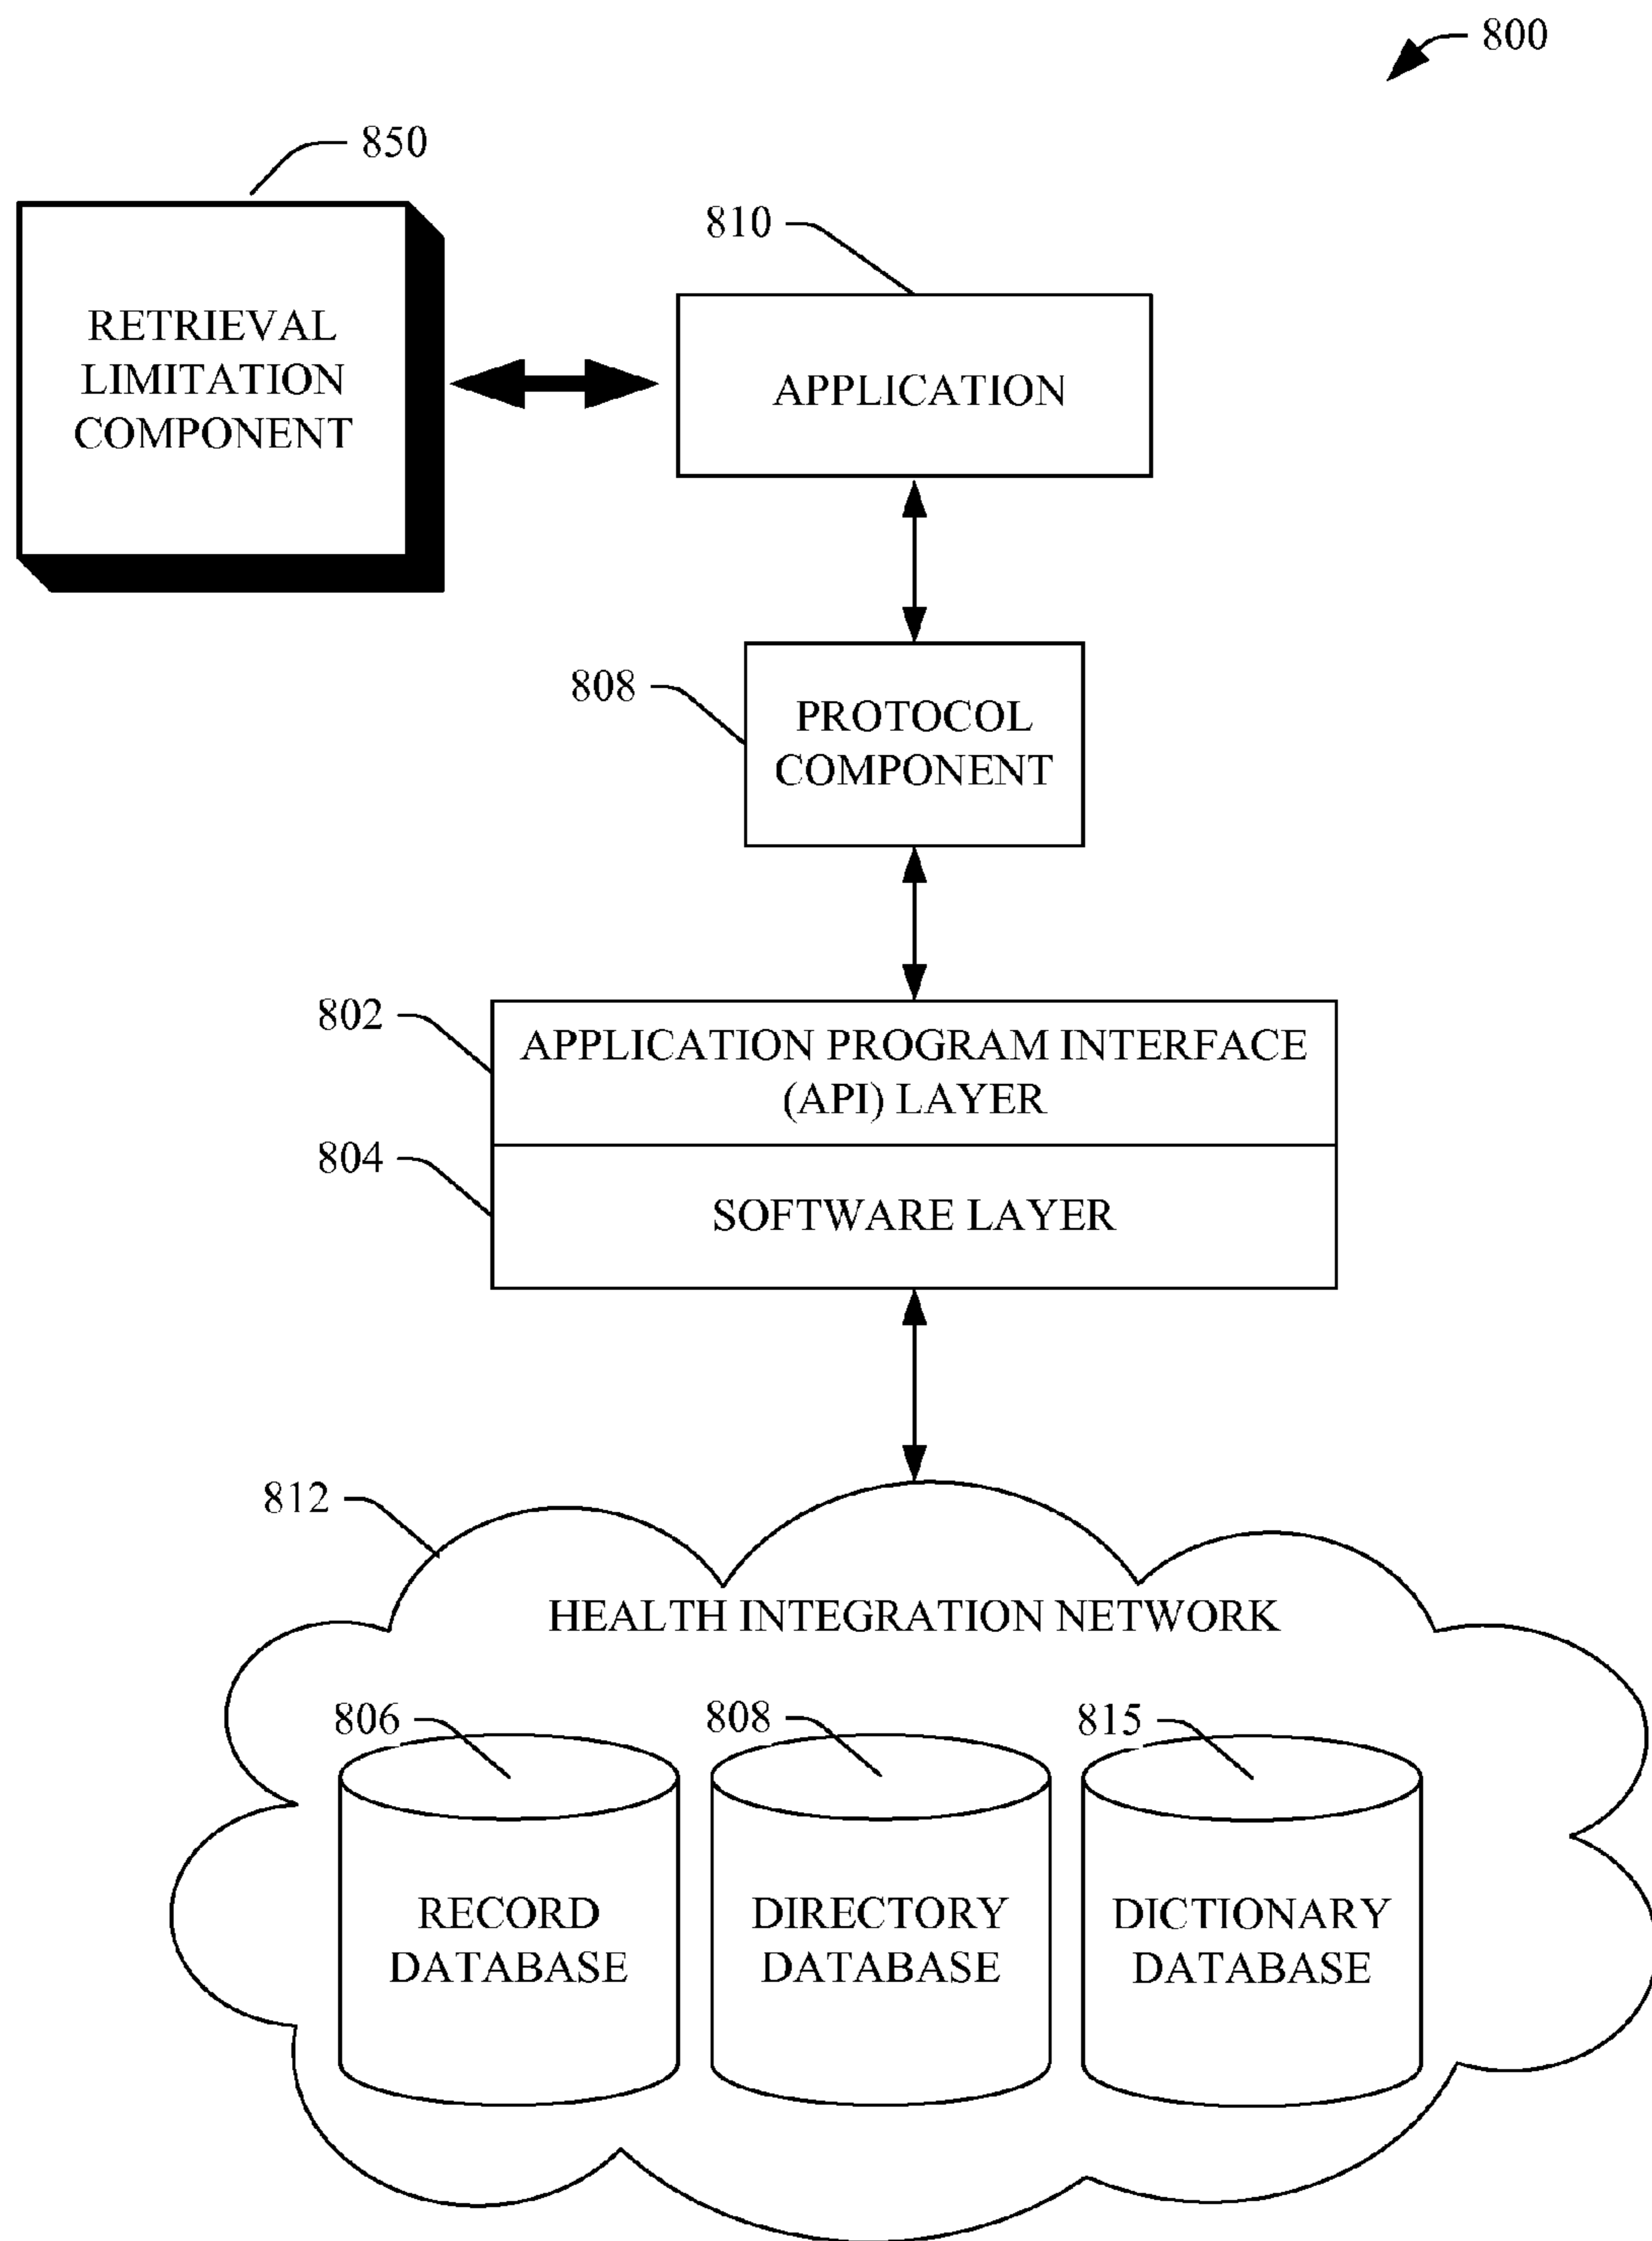 800
850
810
RETRIEVAL
LIMITATION
COMPONENT
APPLICATION
808
PROTOCOL
COMPONENT
802
APPLICATION PROGRAM INTERFACE
(API) LAYER
804
SOFTWARE LAYER
812
HEALTH INTEGRATION NETWORK
806
808
815
RECORD
DATABASE
DIRECTORY
DATABASE
DICTIONARY
DATABASE